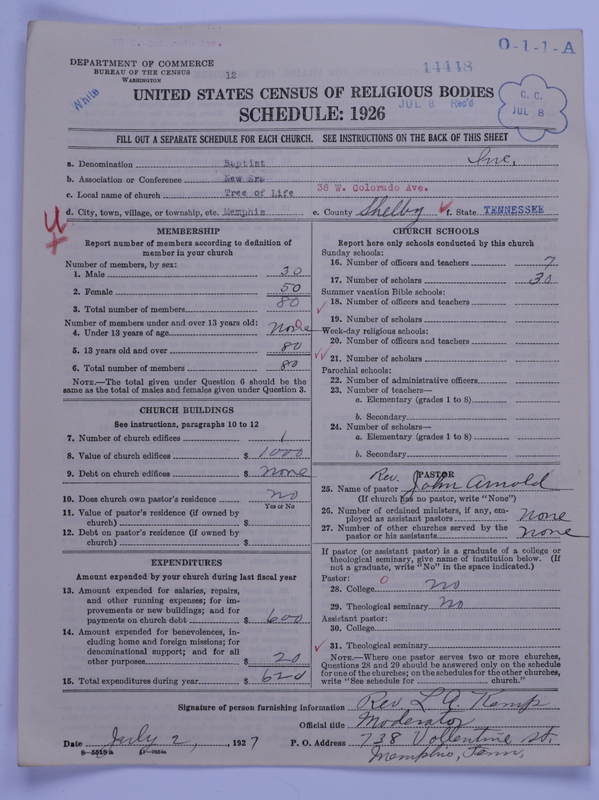 O-1-1-A
DEPARTMENT OF COMMERCE
BUREAU OF THE CENSUS
WASHINGTON
12
14448
White
UNITED STATES CENSUS OF RELIGIOUS BODIES
JUL 8 Rec'd
C. C.
JUL 8
SCHEDULE: 1926
FILL OUT A SEPARATE SCHEDULE FOR EACH CHURCH. SEE INSTRUCTIONS ON THE BACK OF THIS SHEET
a. Denomination Baptist Inc.
b. Association or Conference New Era
c. Local name of church Tree of Life 38 W. Colorado Ave.
d. City, town, village, or township, etc. Memphis e. County Shelby f. State TENNESSEE
MEMBERSHIP
Report number of members according to definition of
member in your church
Number of members, by sex:
1. Male 30
2. Female 50
3. Total number of members 80
Number of members under and over 13 years old:
4. Under 13 years of age None
5. 13 years old and over 80
6. Total number of members 80
NOTE.—The total given under Question 6 should be the
same as the total of males and females given under Question 3.
CHURCH BUILDINGS
See instructions, paragraphs 10 to 12
7. Number of church edifices 1
8. Value of church edifices $ 1000
9. Debt on church edifices $ none
10. Does church own pastor's residence no
Yes or No
11. Value of pastor's residence (if owned by
church) $
12. Debt on pastor's residence (if owned by
church) $
EXPENDITURES
Amount expended by your church during last fiscal year
13. Amount expended for salaries, repairs,
and other running expenses; for im-
provements or new buildings; and for
payments on church debt $ 600
14. Amount expended for benevolences, in-
cluding home and foreign missions; for
denominational support; and for all
other purposes $ 20
15. Total expenditures during year $ 620
CHURCH SCHOOLS
Report here only schools conducted by this church
Sunday schools:
16. Number of officers and teachers 7
17. Number of scholars 30
Summer vacation Bible schools:
18. Number of officers and teachers
19. Number of scholars
Week-day religious schools:
20. Number of officers and teachers
21. Number of scholars
Parochial schools:
22. Number of administrative officers
23. Number of teachers—
a. Elementary (grades 1 to 8)
b. Secondary
24. Number of scholars—
a. Elementary (grades 1 to 8)
b. Secondary
PASTOR
25. Name of pastor Rev. John Arnold
(If church has no pastor, write "None")
26. Number of ordained ministers, if any, em-
ployed as assistant pastors None
27. Number of other churches served by the
pastor or his assistants None
If pastor (or assistant pastor) is a graduate of a college or
theological seminary, give name of institution below. (If
not a graduate, write "No" in the space indicated.)
Pastor: 0
28. College no
29. Theological seminary No
Assistant pastor:
30. College
31. Theological seminary
NOTE.—Where one pastor serves two or more churches,
Questions 28 and 29 should be answered only on the schedule
for one of the churches; on the schedules for the other churches,
write "See schedule for church."
Signature of person furnishing information Rev L. A. Kemp
Official title Moderator
Date July 2, 1927 P. O. Address 738 Vollentine St.
Memphis, Tenn.